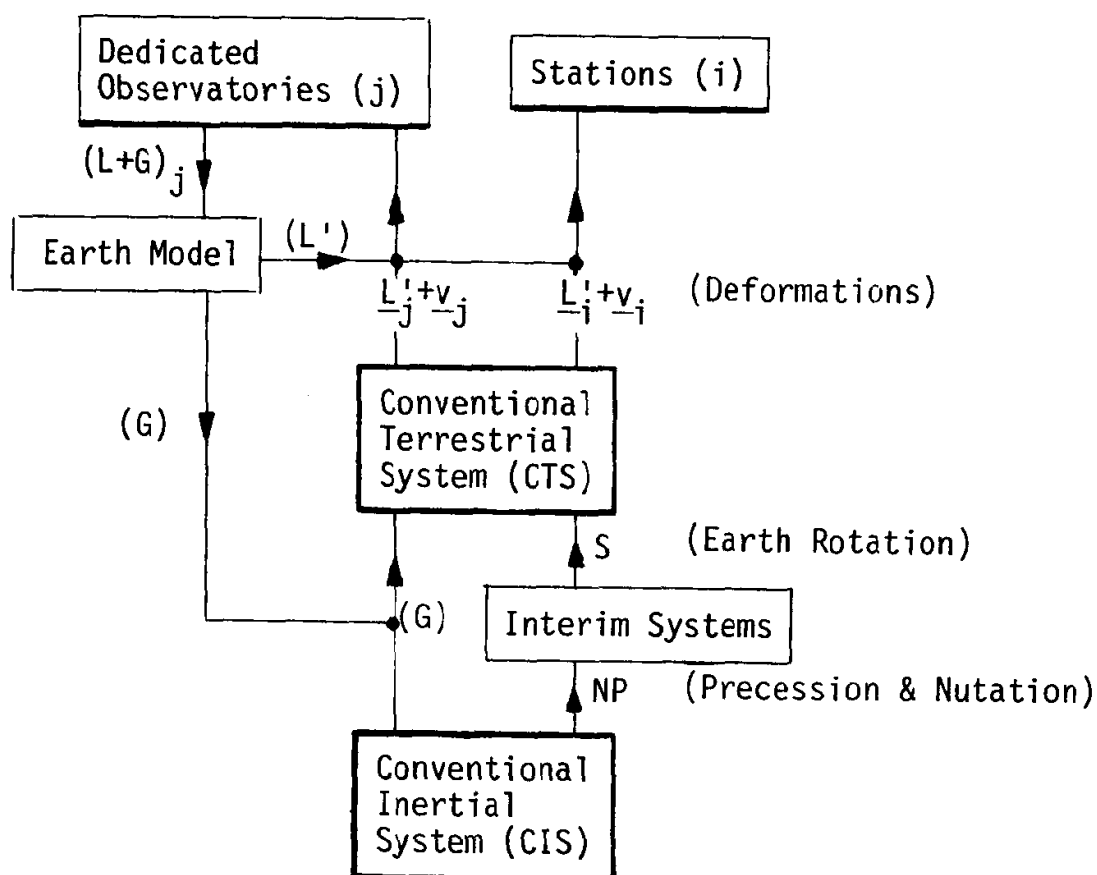 Dedicated
Observatories (j)
Stations (i)
(L+G)j
Earth Model
(L')
L'j+vj
L'i+vi
(Deformations)
(G)
Conventional
Terrestrial
System (CTS)
S
(Earth Rotation)
(G)
Interim Systems
NP
(Precession & Nutation)
Conventional
Inertial
System (CIS)